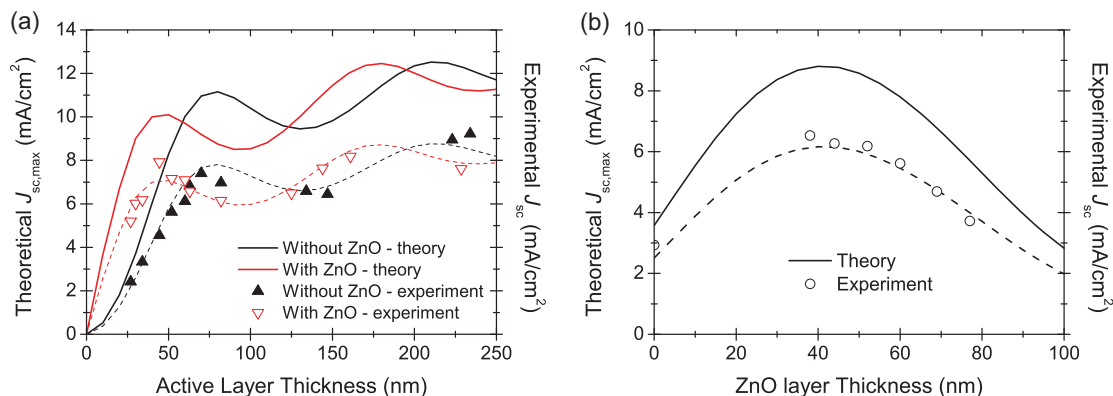 (a)
14
12
10
8
6
4
2
0
0 50 100 150 200 250
Theoretical J_sc,max (mA/cm²)
Experimental J_sc (mA/cm²)
Without ZnO - theory
With ZnO - theory
Without ZnO - experiment
With ZnO - experiment
Active Layer Thickness (nm)
(b)
10
8
6
4
2
0
0 20 40 60 80 100
Theoretical J_sc,max (mA/cm²)
Experimental J_sc (mA/cm²)
Theory
Experiment
ZnO layer Thickness (nm)